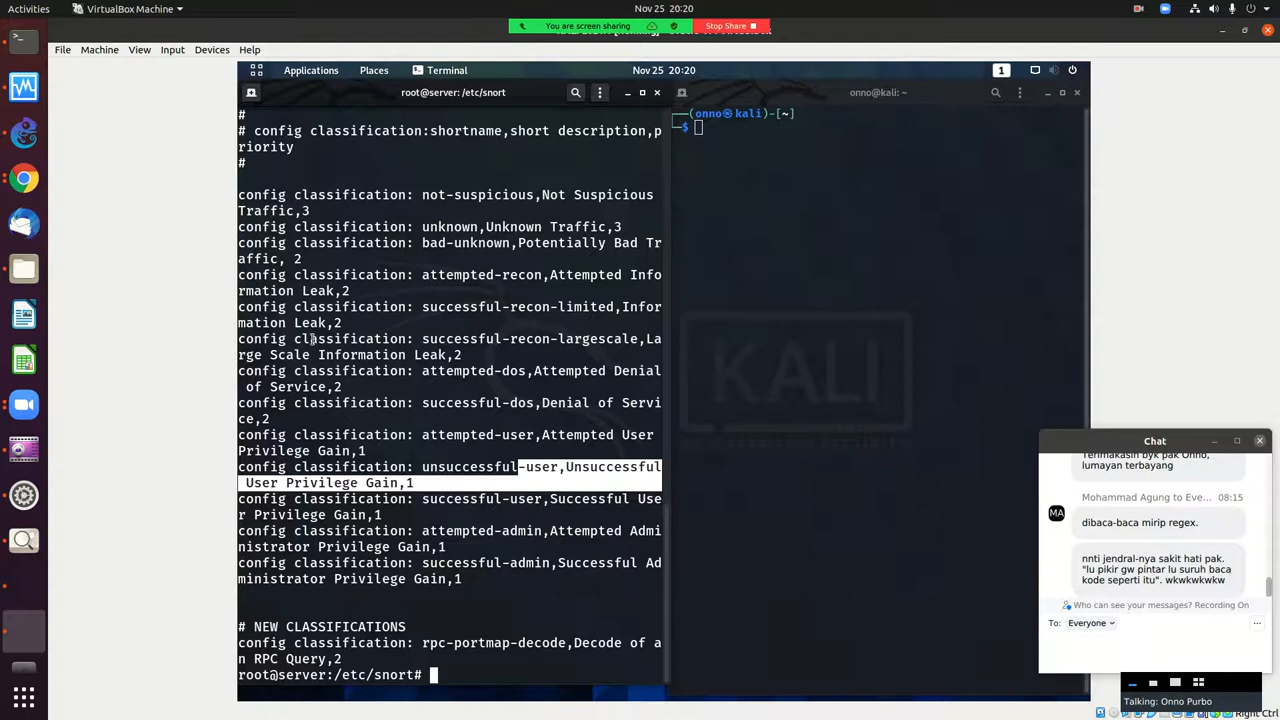 Activities
VirtualBox Machine
Nov 25 20:20
You are screen sharing
Stop Share
File Machine View Input Devices Help
Applications Places Terminal
Nov 25 20:20
1
root@server: /etc/snort
onno@kali: ~
#
# config classification:shortname,short description,p
riority
#
config classification: not-suspicious,Not Suspicious
Traffic,3
config classification: unknown,Unknown Traffic,3
config classification: bad-unknown,Potentially Bad Tr
affic, 2
config classification: attempted-recon,Attempted Info
rmation Leak,2
config classification: successful-recon-limited,Infor
mation Leak,2
config classification: successful-recon-largescale,La
rge Scale Information Leak,2
config classification: attempted-dos,Attempted Denial
of Service,2
config classification: successful-dos,Denial of Servi
ce,2
config classification: attempted-user,Attempted User
Privilege Gain,1
config classification: unsuccessful-user,Unsuccessful
User Privilege Gain,1
config classification: successful-user,Successful Use
r Privilege Gain,1
config classification: attempted-admin,Attempted Admi
nistrator Privilege Gain,1
config classification: successful-admin,Successful Ad
ministrator Privilege Gain,1
# NEW CLASSIFICATIONS
config classification: rpc-portmap-decode,Decode of a
n RPC Query,2
root@server:/etc/snort#
(onno㉿kali)-[~]
$
KALI
Chat
Terimakasih byk pak Onno,
lumayan terbayang
Mohammad Agung to Eve... 08:15
MA
dibaca-baca mirip regex.
nnti jendral-nya sakit hati pak.
"lu pikir gw pintar lu suruh baca
kode seperti itu". wkwkwkwkw
Who can see your messages? Recording On
To: Everyone
Talking: Onno Purbo
Right Ctrl